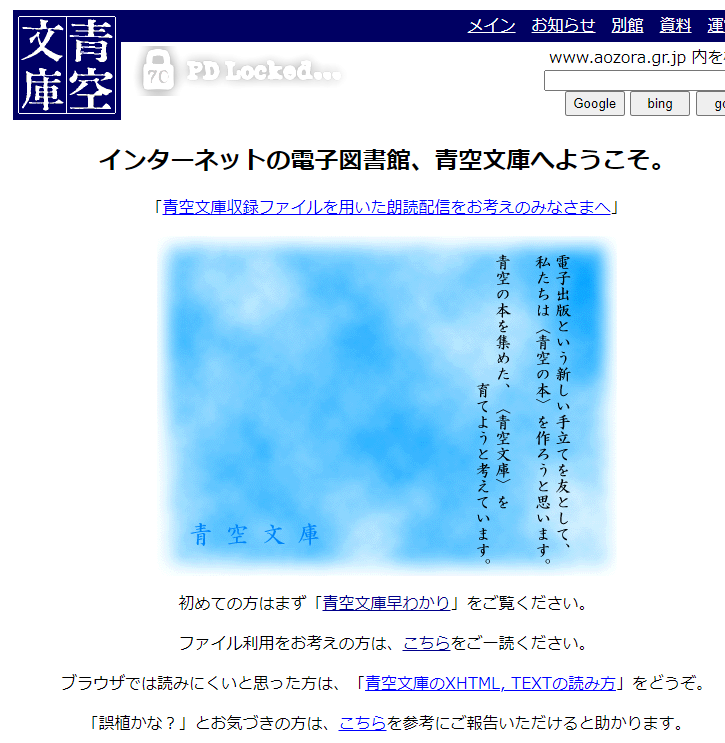 青空文庫
メイン お知らせ 別館 資料
70 PD Locked...
www.aozora.gr.jp 内を
Google bing
インターネットの電子図書館、青空文庫へようこそ。
「青空文庫収録ファイルを用いた朗読配信をお考えのみなさまへ」
電子出版という新しい手立てを友として、
私たちは〈青空の本〉を作ろうと思います。
青空の本を集めた、〈青空文庫〉を
育てようと考えています。
青空文庫
初めての方はまず「青空文庫早わかり」をご覧ください。
ファイル利用をお考えの方は、こちらをご一読ください。
ブラウザでは読みにくいと思った方は、「青空文庫のXHTML, TEXTの読み方」をどうぞ。
「誤植かな？」とお気づきの方は、こちらを参考にご報告いただけると助かります。